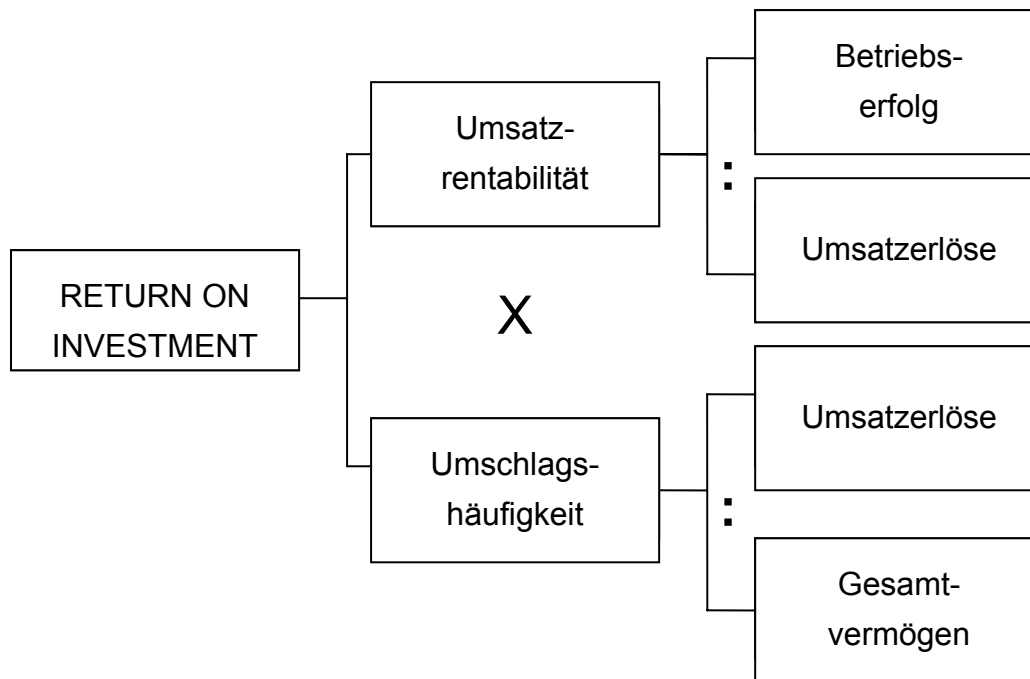 RETURN ON
INVESTMENT
Umsatz-
rentabilität
X
Umschlags-
häufigkeit
Betriebs-
erfolg
:
Umsatzerlöse
Umsatzerlöse
:
Gesamt-
vermögen